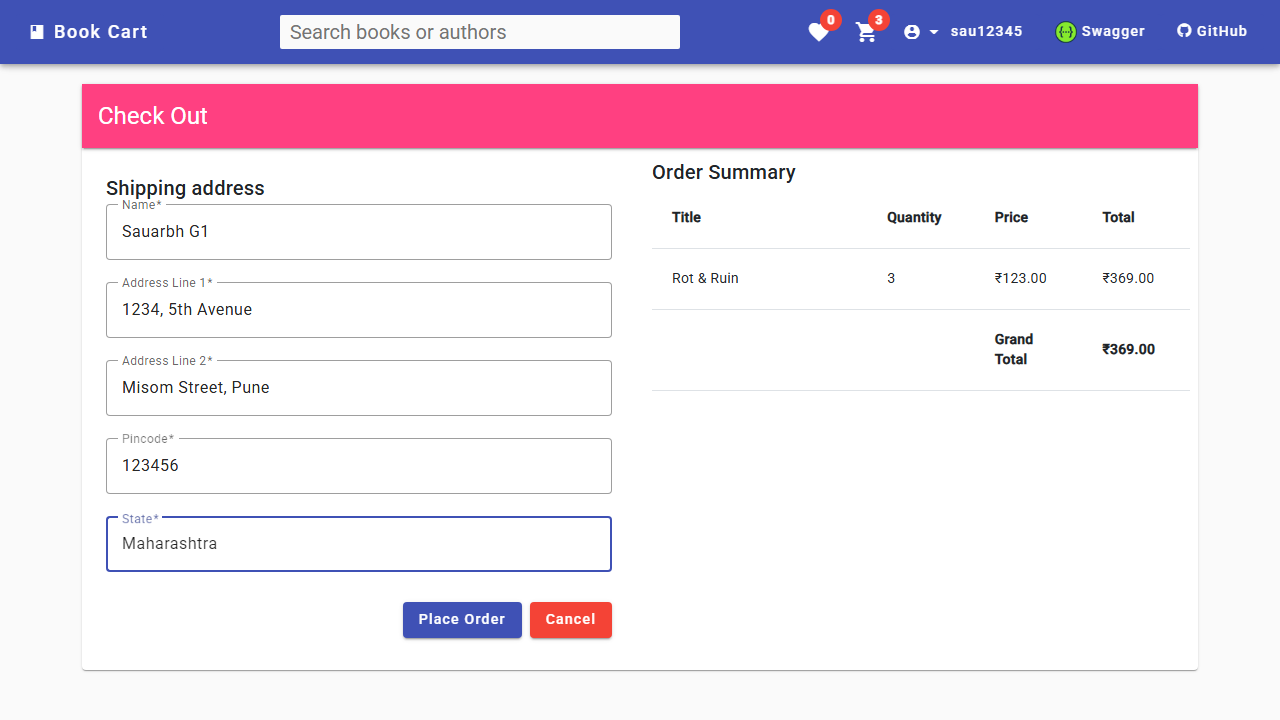 Book Cart
Search books or authors
0
3
sau12345
Swagger
GitHub
Check Out
Shipping address
Name*
Sauarbh G1
Address Line 1*
1234, 5th Avenue
Address Line 2*
Misom Street, Pune
Pincode*
123456
State*
Maharashtra
Place Order
Cancel
Order Summary
Title Quantity Price Total
Rot & Ruin 3 ₹123.00 ₹369.00
Grand
Total
₹369.00